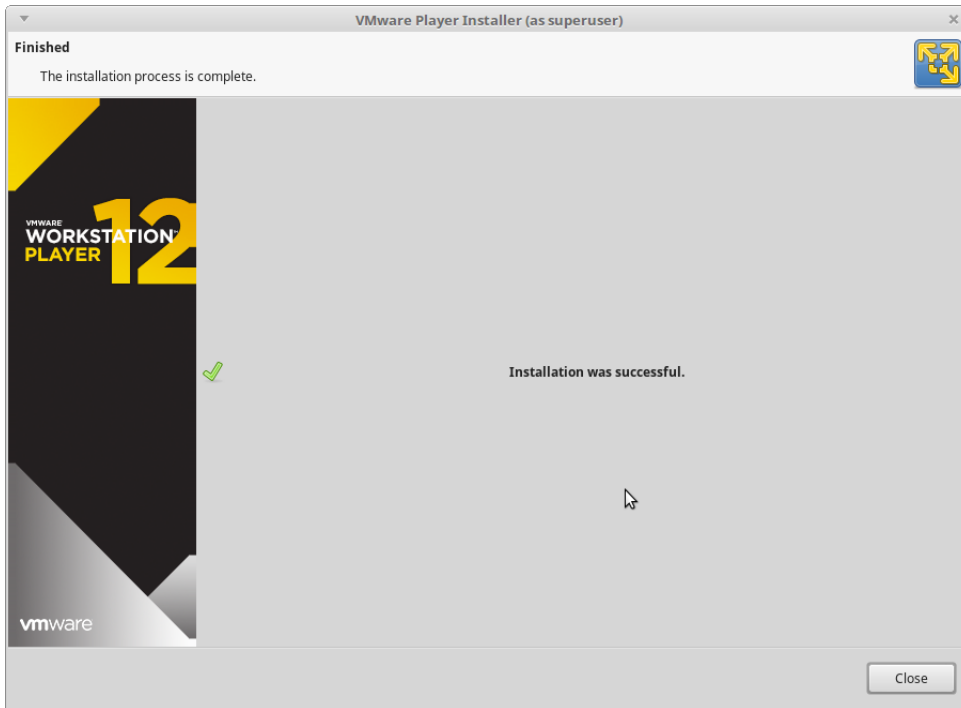 VMware Player Installer (as superuser)
Finished
The installation process is complete.
VMWARE
WORKSTATION™
PLAYER
12
Installation was successful.
vmware
Close